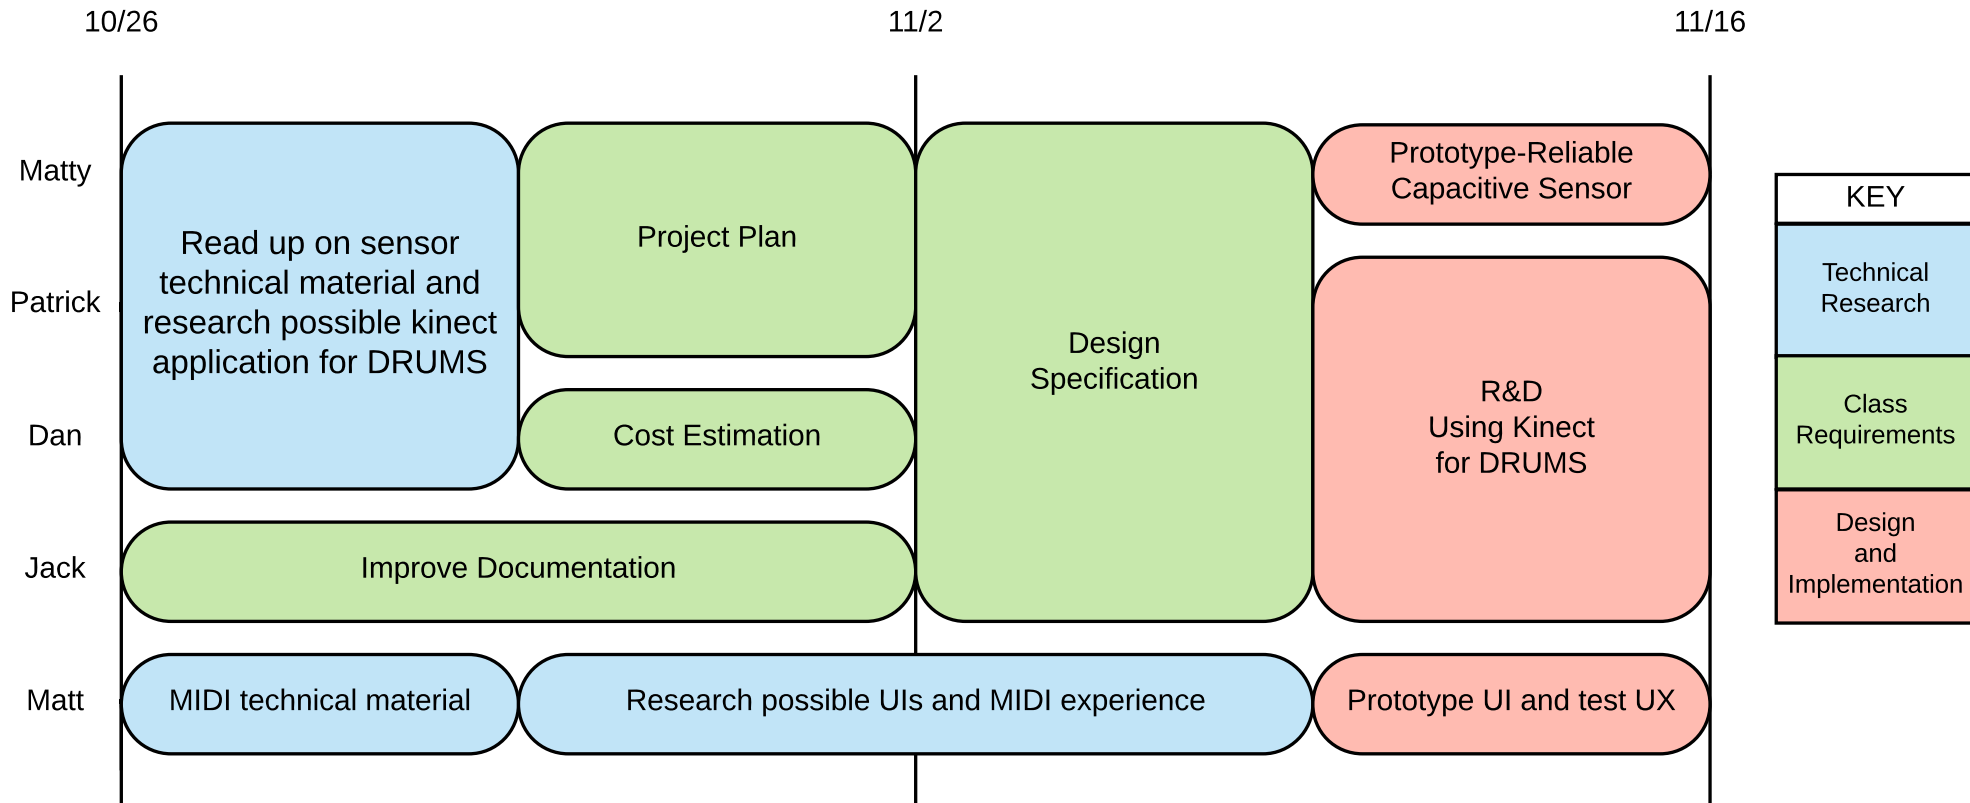 10/26
11/2
11/16
Matty
Patrick
Dan
Jack
Matt
Read up on sensor
technical material and
research possible kinect
application for DRUMS
Project Plan
Cost Estimation
Improve Documentation
MIDI technical material
Research possible UIs and MIDI experience
Design
Specification
Prototype-Reliable
Capacitive Sensor
R&D
Using Kinect
for DRUMS
Prototype UI and test UX
KEY
Technical
Research
Class
Requirements
Design
and
Implementation